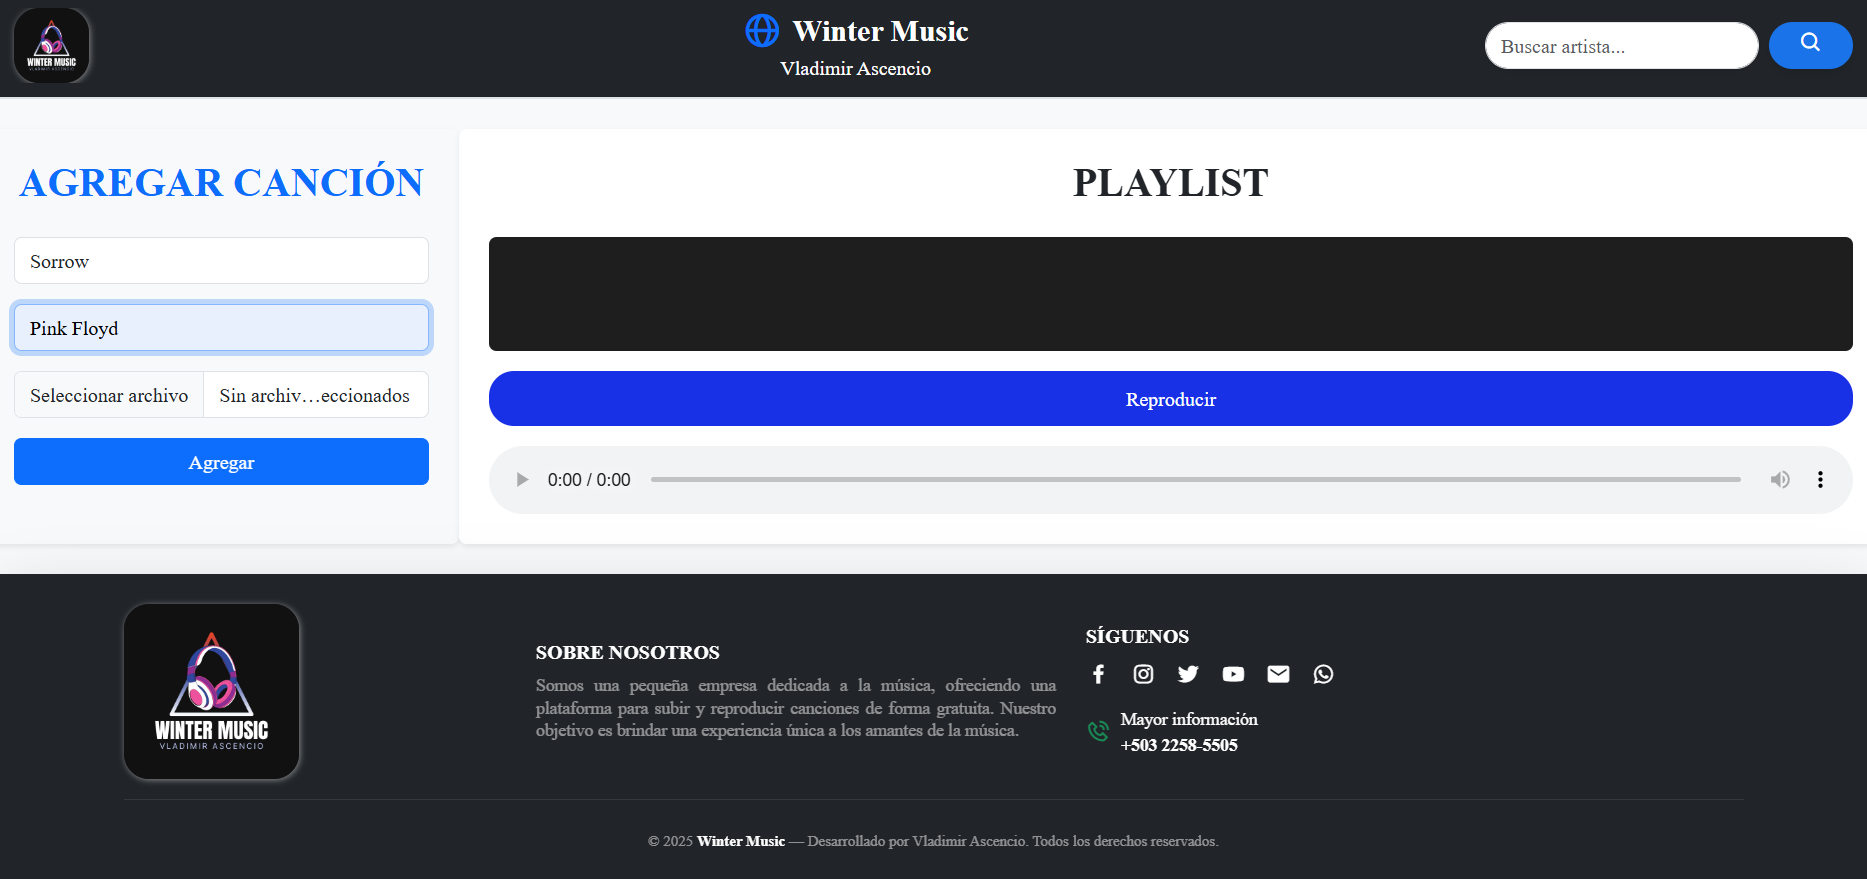 WINTER MUSIC
VLADIMIR ASCENCIO
Winter Music
Vladimir Ascencio
Buscar artista...
AGREGAR CANCIÓN
Sorrow
Pink Floyd
Seleccionar archivo
Sin archiv…eccionados
Agregar
PLAYLIST
Reproducir
0:00 / 0:00
WINTER MUSIC
VLADIMIR ASCENCIO
SOBRE NOSOTROS
Somos una pequeña empresa dedicada a la música, ofreciendo una
plataforma para subir y reproducir canciones de forma gratuita. Nuestro
objetivo es brindar una experiencia única a los amantes de la música.
SÍGUENOS
Mayor información
+503 2258-5505
© 2025 Winter Music — Desarrollado por Vladimir Ascencio. Todos los derechos reservados.